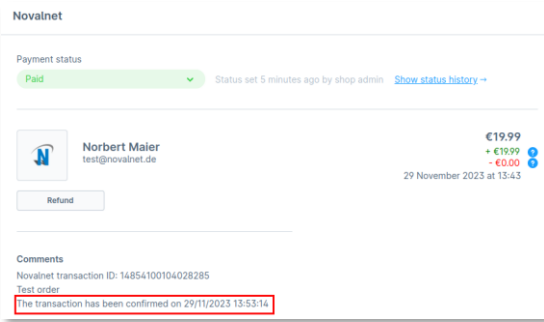 Novalnet
Payment status
Paid
Status set 5 minutes ago by shop admin Show status history →
N
Norbert Maier
test@novalnet.de
€19.99
+ €19.99 ?
- €0.00 ?
29 November 2023 at 13:43
Refund
Comments
Novalnet transaction ID: 14854100104028285
Test order
The transaction has been confirmed on 29/11/2023 13:53:14